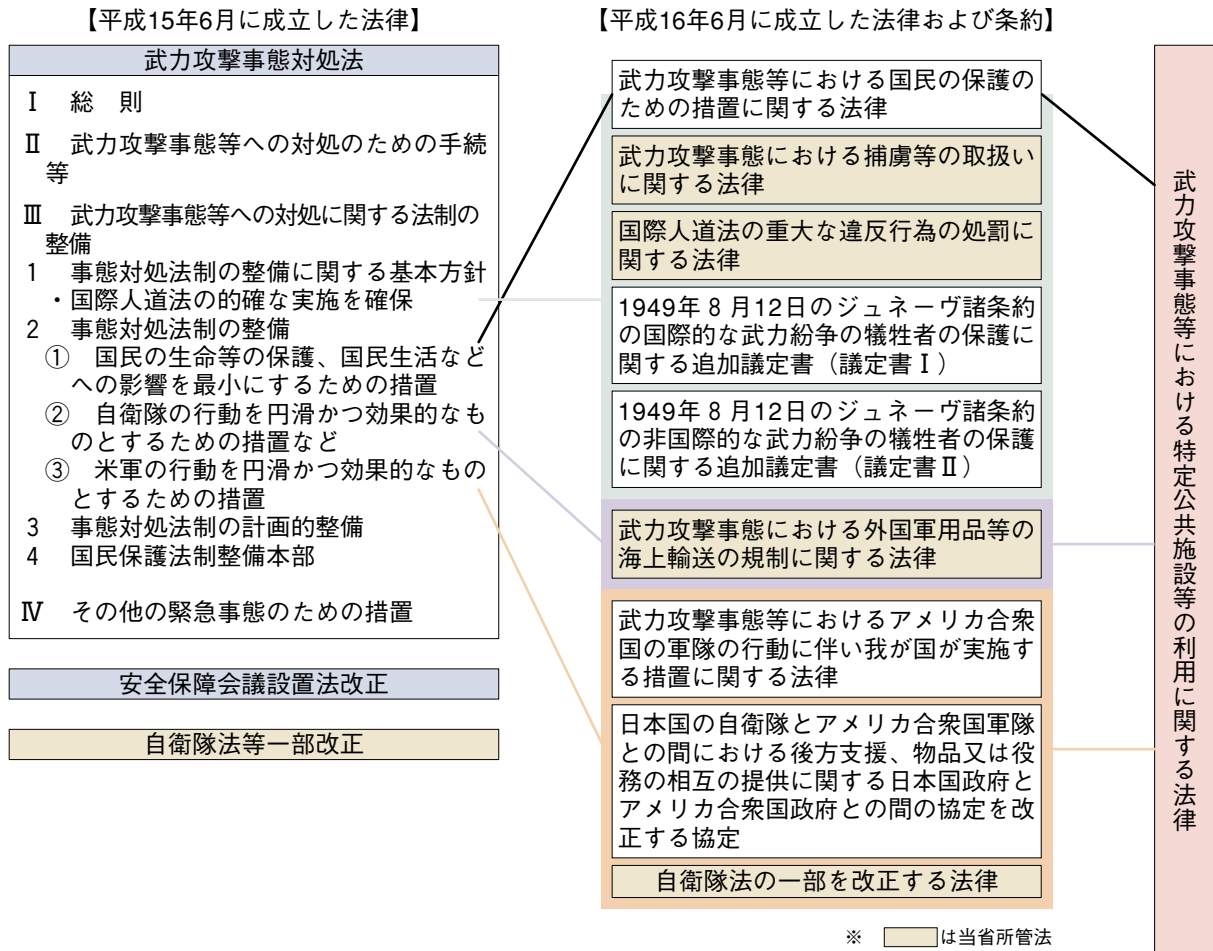 【平成15年6月に成立した法律】
武力攻撃事態対処法
Ⅰ 総 則
Ⅱ 武力攻撃事態等への対処のための手続
等
Ⅲ 武力攻撃事態等への対処に関する法制の
整備
1 事態対処法制の整備に関する基本方針
・国際人道法の的確な実施を確保
2 事態対処法制の整備
① 国民の生命等の保護、国民生活など
への影響を最小にするための措置
② 自衛隊の行動を円滑かつ効果的なも
のとするための措置など
③ 米軍の行動を円滑かつ効果的なもの
とするための措置
3 事態対処法制の計画的整備
4 国民保護法制整備本部
Ⅳ その他の緊急事態のための措置
安全保障会議設置法改正
自衛隊法等一部改正
【平成16年6月に成立した法律および条約】
武力攻撃事態等における国民の保護の
ための措置に関する法律
武力攻撃事態における捕虜等の取扱い
に関する法律
国際人道法の重大な違反行為の処罰に
関する法律
1949年8月12日のジュネーヴ諸条約
の国際的な武力紛争の犠牲者の保護に
関する追加議定書（議定書Ⅰ）
1949年8月12日のジュネーヴ諸条約
の非国際的な武力紛争の犠牲者の保護
に関する追加議定書（議定書Ⅱ）
武力攻撃事態における外国軍用品等の
海上輸送の規制に関する法律
武力攻撃事態等におけるアメリカ合衆
国の軍隊の行動に伴い我が国が実施す
る措置に関する法律
日本国の自衛隊とアメリカ合衆国軍隊
との間における後方支援、物品又は役
務の相互の提供に関する日本国政府と
アメリカ合衆国政府との間の協定を改
正する協定
自衛隊法の一部を改正する法律
武力攻撃事態等における特定公共施設等の利用に関する法律
※ は当省所管法